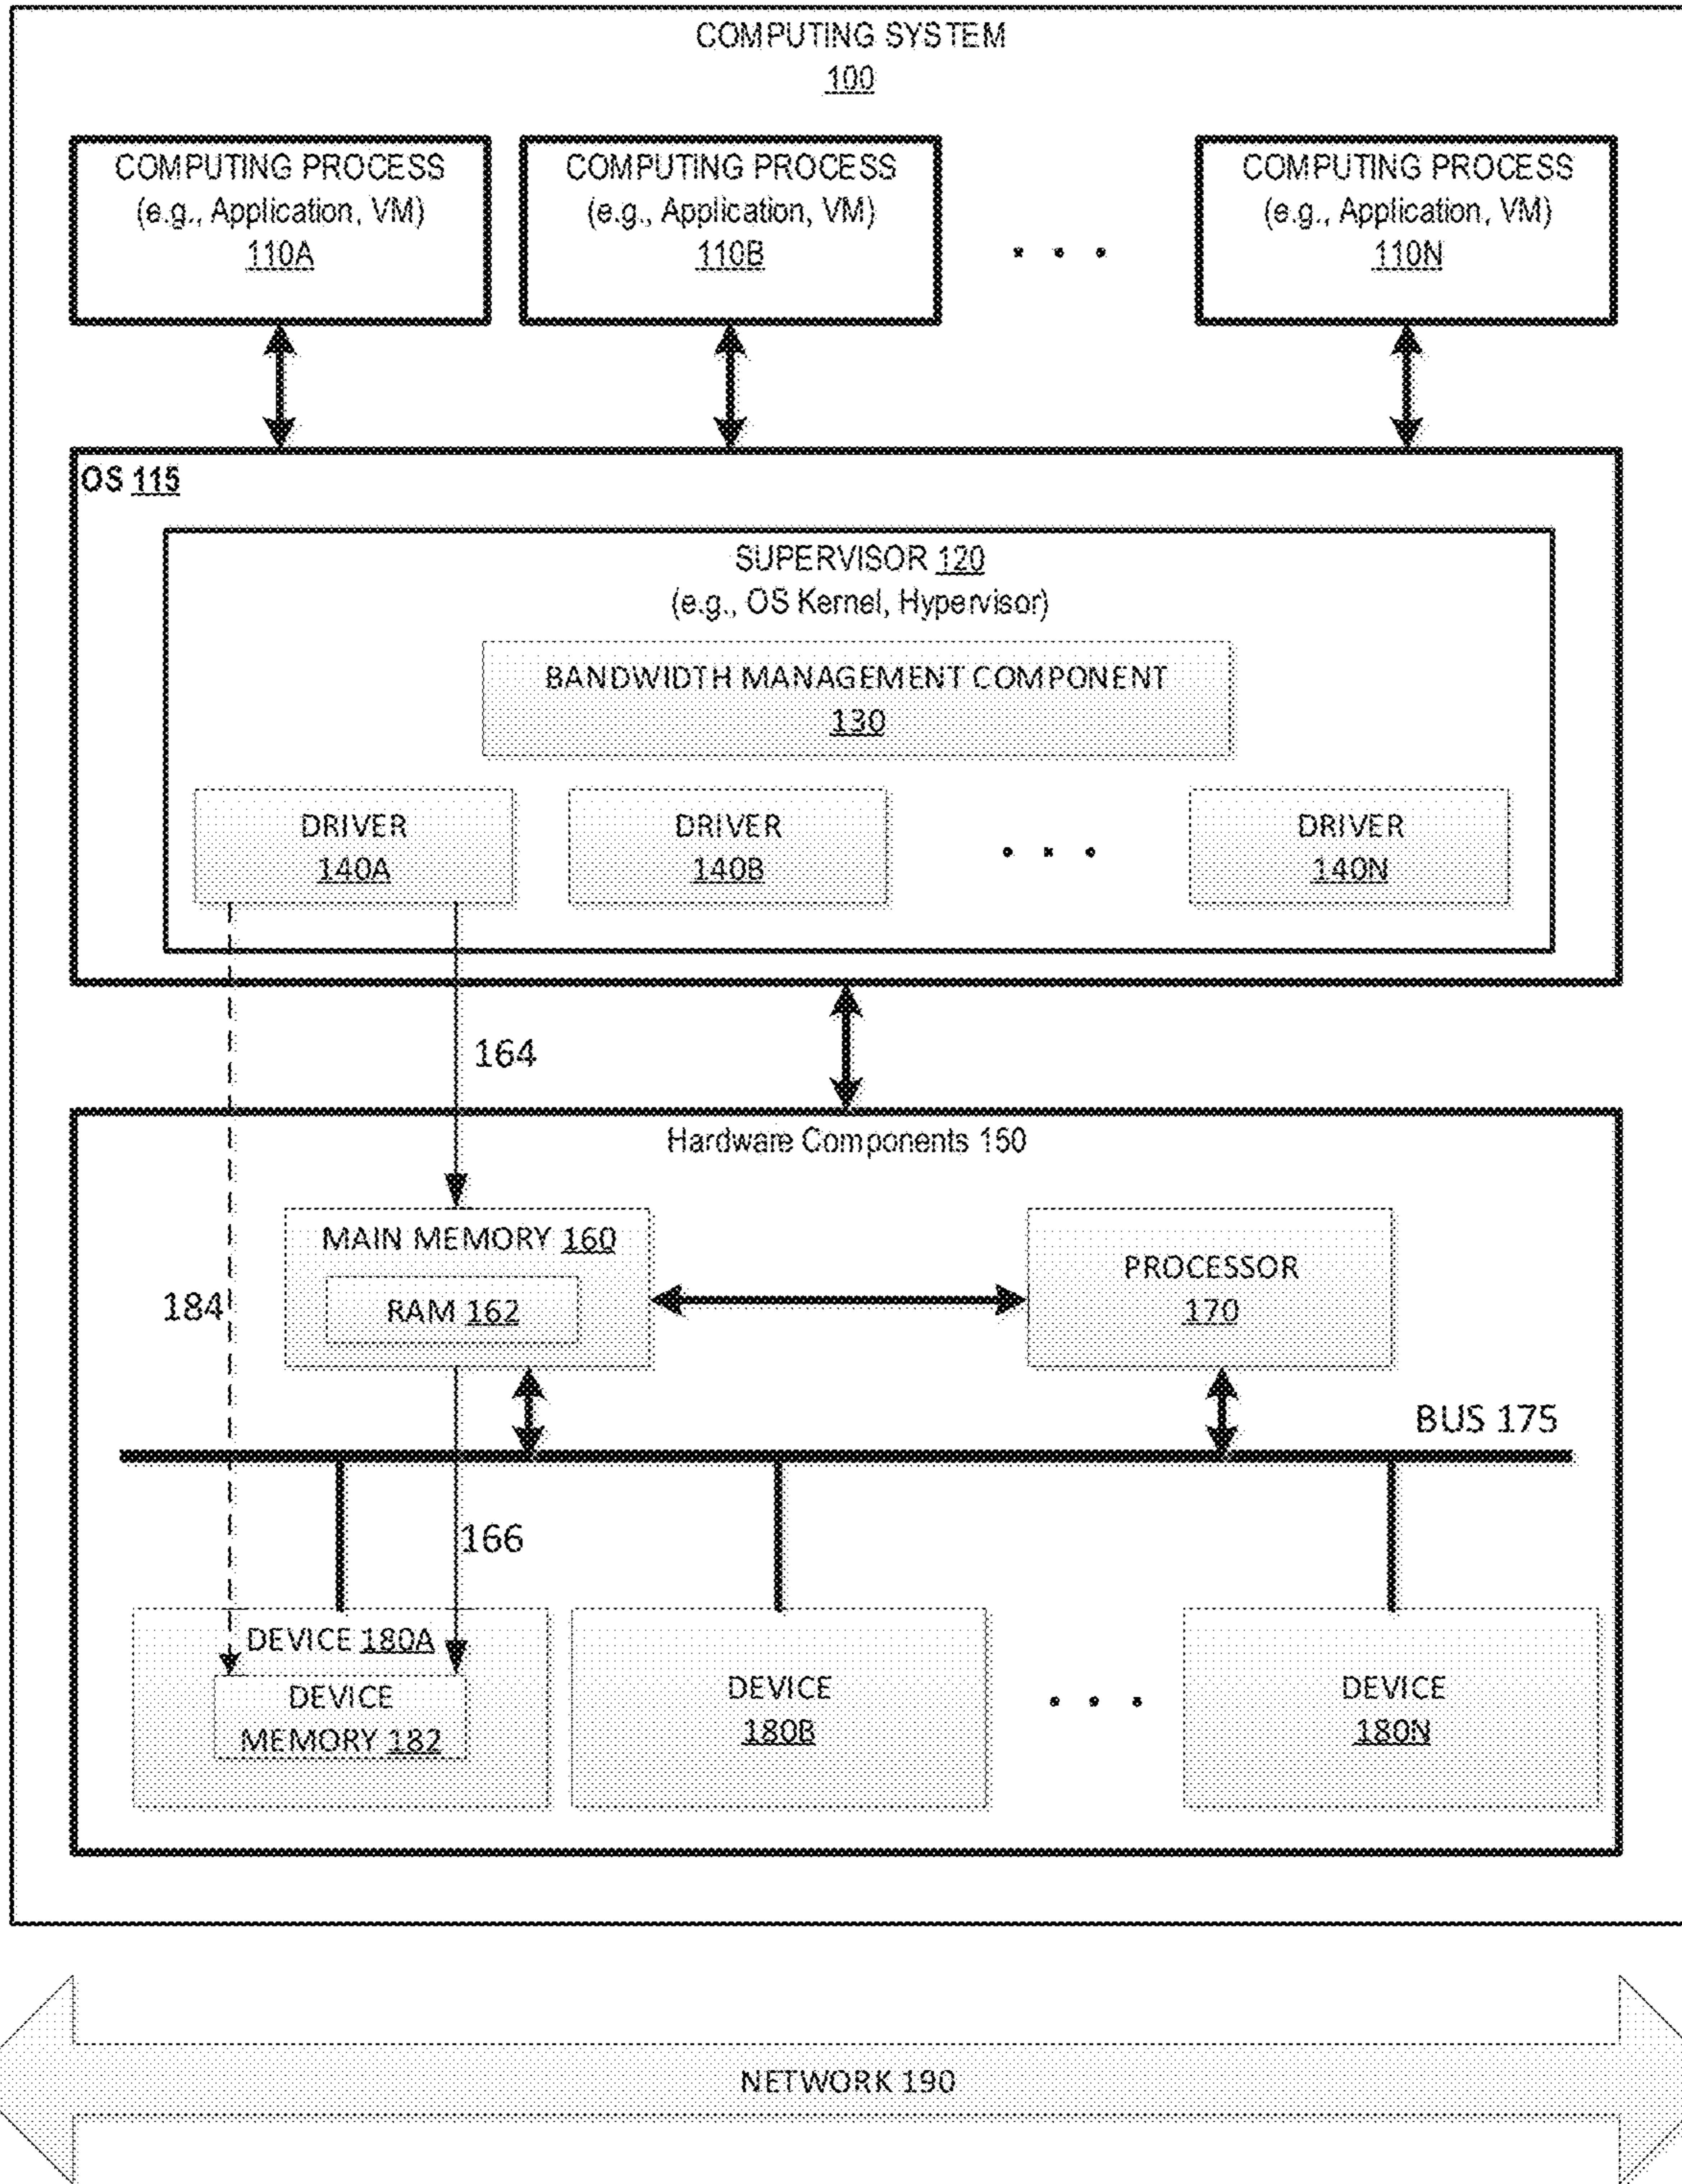 COMPUTING SYSTEM
100
COMPUTING PROCESS
(e.g., Application, VM)
110A
COMPUTING PROCESS
(e.g., Application, VM)
110B
. . .
COMPUTING PROCESS
(e.g., Application, VM)
110N
OS 115
SUPERVISOR 120
(e.g., OS Kernel, Hypervisor)
BANDWIDTH MANAGEMENT COMPONENT
130
DRIVER
140A
DRIVER
140B
. . .
DRIVER
140N
164
Hardware Components 150
MAIN MEMORY 160
RAM 162
PROCESSOR
170
184
BUS 175
166
DEVICE 180A
DEVICE
MEMORY 182
DEVICE
180B
. . .
DEVICE
180N
NETWORK 190